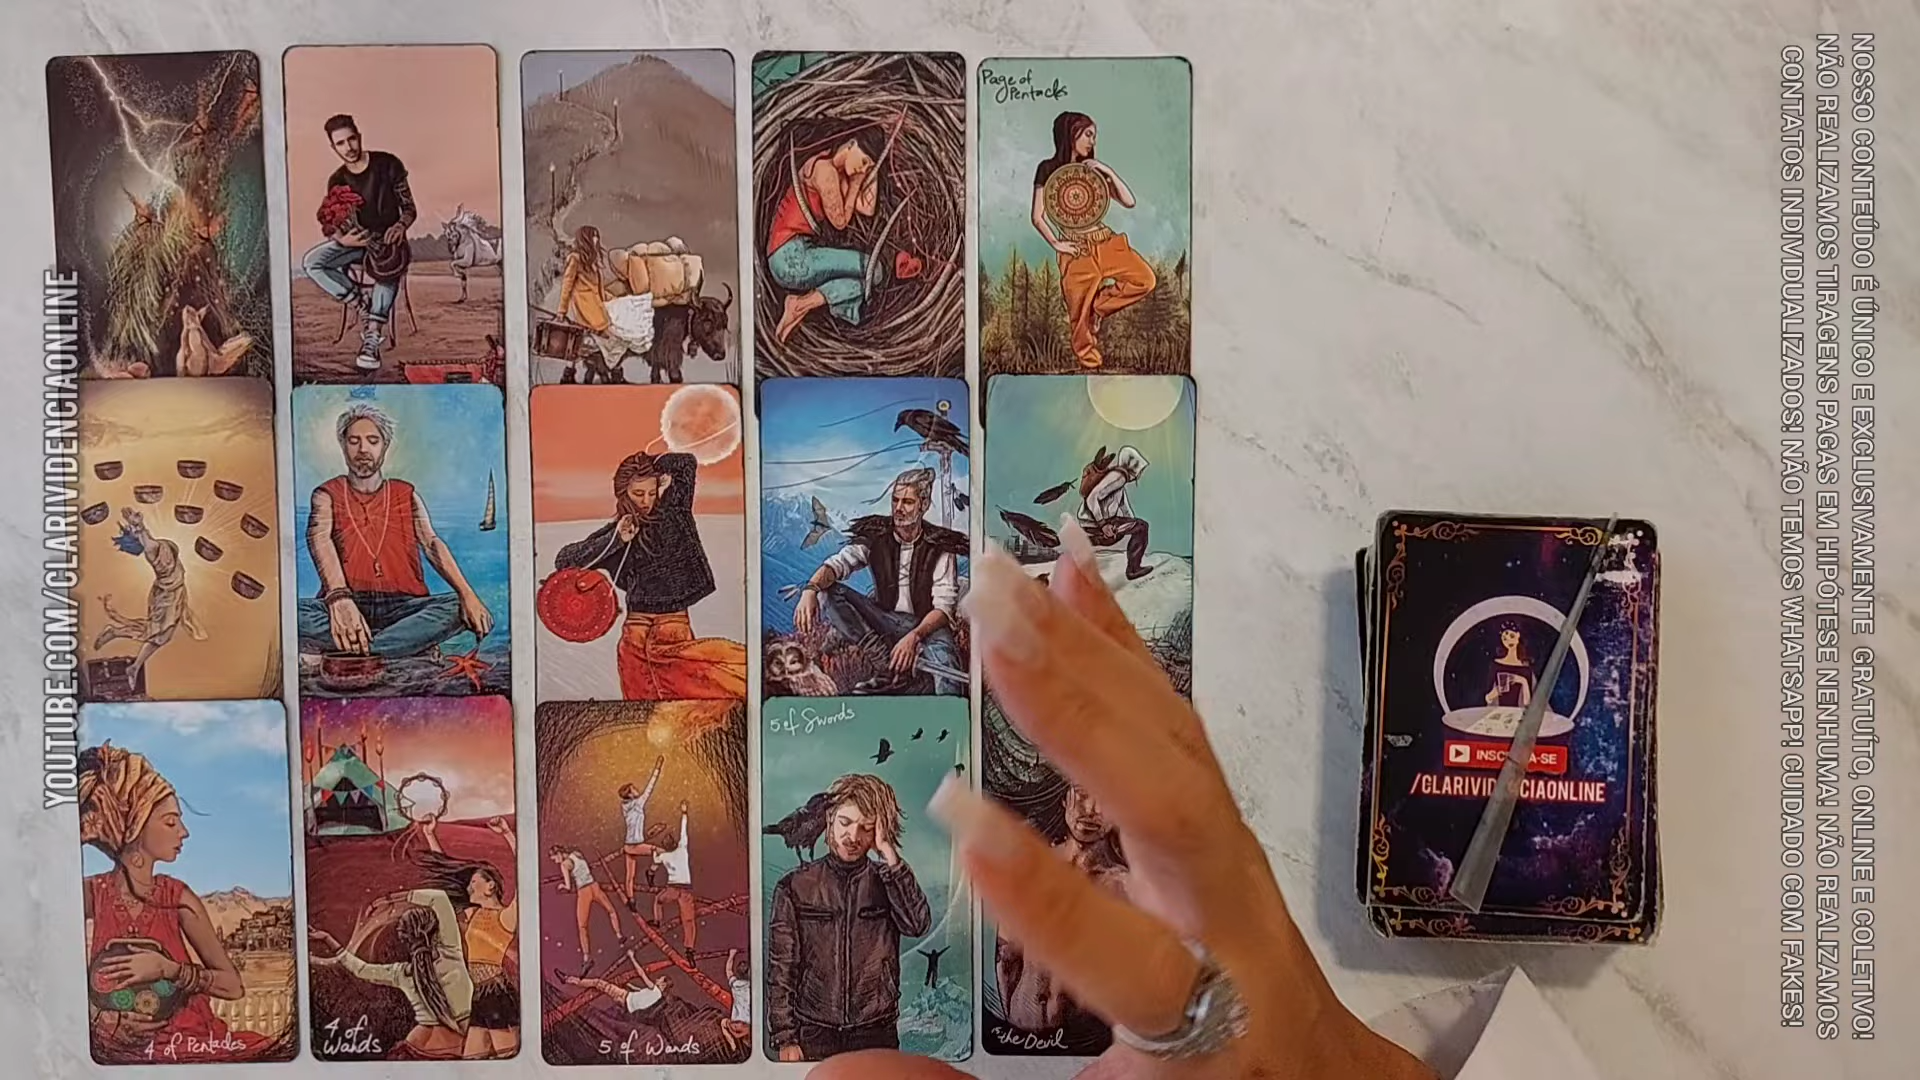 YOUTUBE.COM/CLARIVIDENCIAONLINE
Page of
Pentacles
5 of Swords
4 of Pentacles
4 of
Wands
5 of Wands
the Devil
/CLARIVIDENCIAONLINE
NOSSO CONTEÚDO É ÚNICO E EXCLUSIVAMENTE GRATUÍTO, ONLINE E COLETIVO!
NÃO REALIZAMOS TIRAGENS PAGAS EM HIPÓTESE NENHUMA! NÃO REALIZAMOS
CONTATOS INDIVIDUALIZADOS! NÃO TEMOS WHATSAPP! CUIDADO COM FAKES!